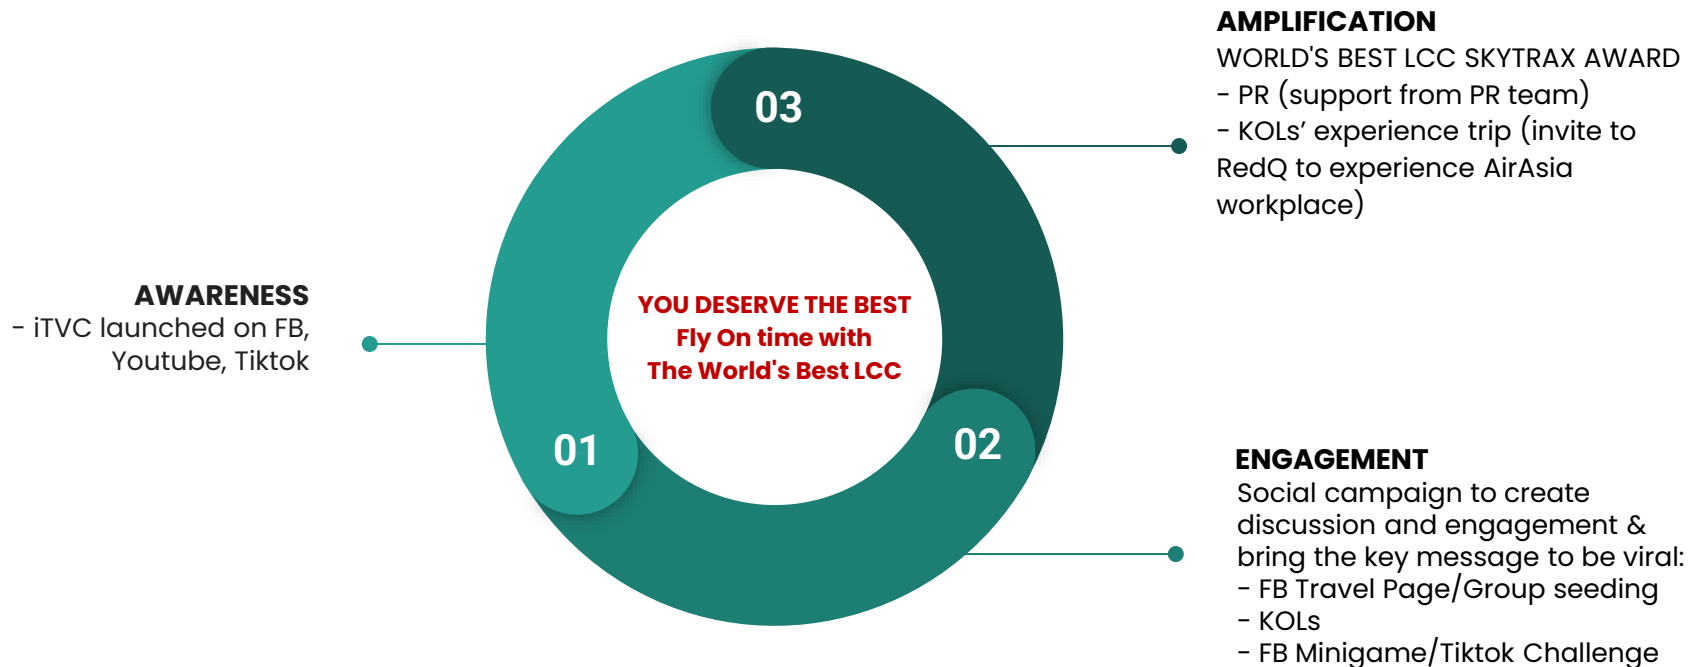 AMPLIFICATION
WORLD'S BEST LCC SKYTRAX AWARD
- PR (support from PR team)
- KOLs’ experience trip (invite to
RedQ to experience AirAsia
workplace)
03
AWARENESS
- iTVC launched on FB,
Youtube, Tiktok
YOU DESERVE THE BEST
Fly On time with
The World's Best LCC
01
02
ENGAGEMENT
Social campaign to create
discussion and engagement &
bring the key message to be viral:
- FB Travel Page/Group seeding
- KOLs
- FB Minigame/Tiktok Challenge